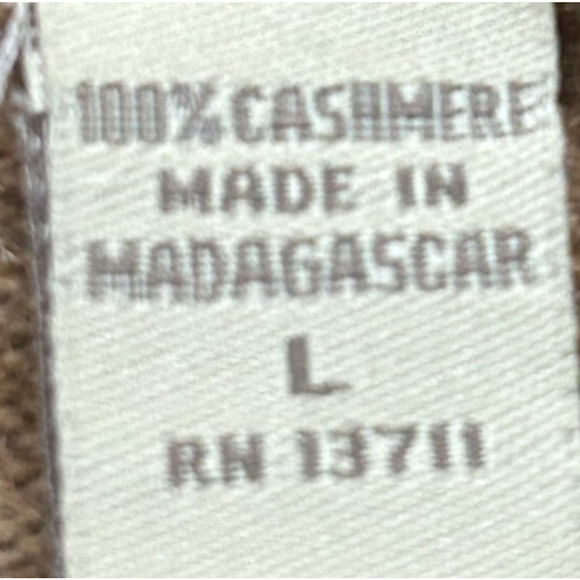 100% CASHMERE
MADE IN
MADAGASCAR
L
RN 13711